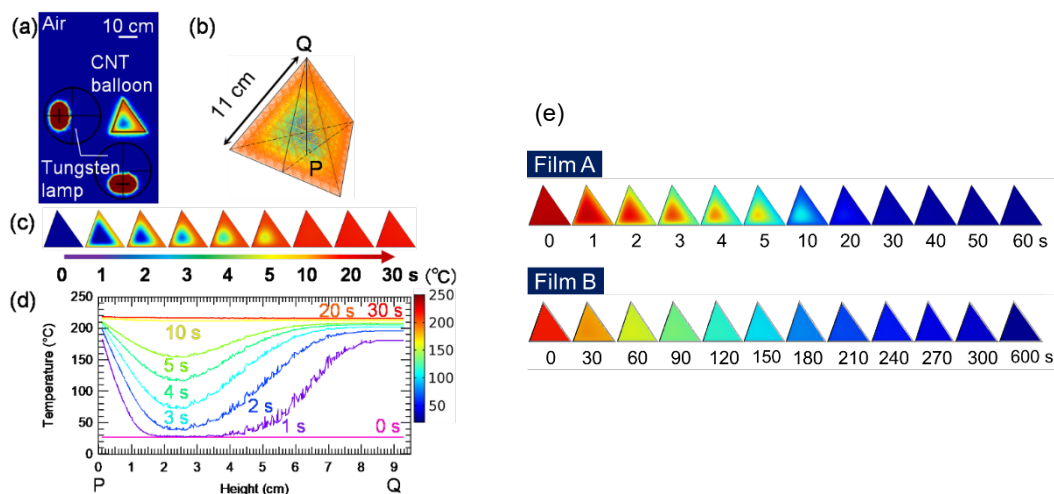 (a)
Air
10 cm
CNT
balloon
Tungsten
lamp
(b)
Q
11 cm
P
(c)
0 1 2 3 4 5 10 20 30 s (℃)
(d)
250
200
150
100
50
0
Temperature (°C)
20 s 30 s
10 s
5 s
4 s
3 s
2 s
1 s
0 s
250
200
150
100
50
0 1 2 3 4 5 6 7 8 9
P Height (cm) Q
(e)
Film A
0 1 2 3 4 5 10 20 30 40 50 60 s
Film B
0 30 60 90 120 150 180 210 240 270 300 600 s